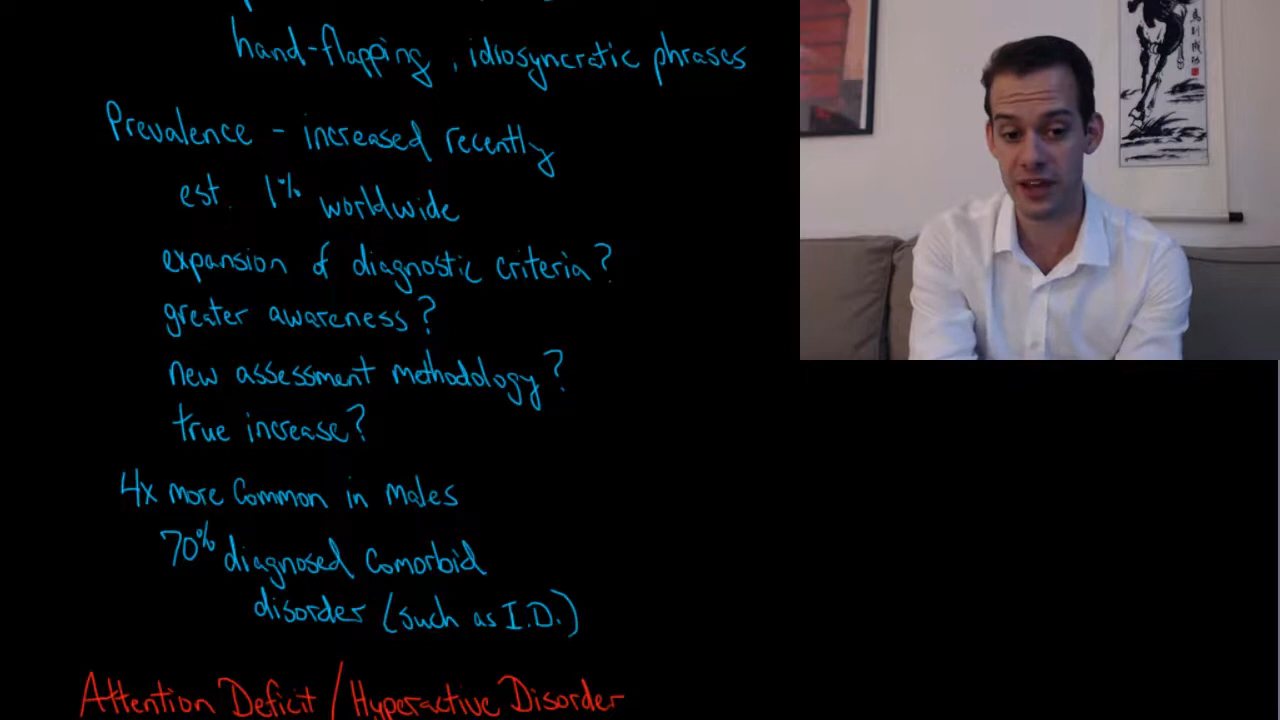 hand-flapping, idiosyncratic phrases
Prevalence - increased recently
est. 1% worldwide
expansion of diagnostic criteria?
greater awareness?
new assessment methodology?
true increase?
4x more common in males
70% diagnosed comorbid
disorder (such as I.D.)
Attention Deficit/Hyperactive Disorder